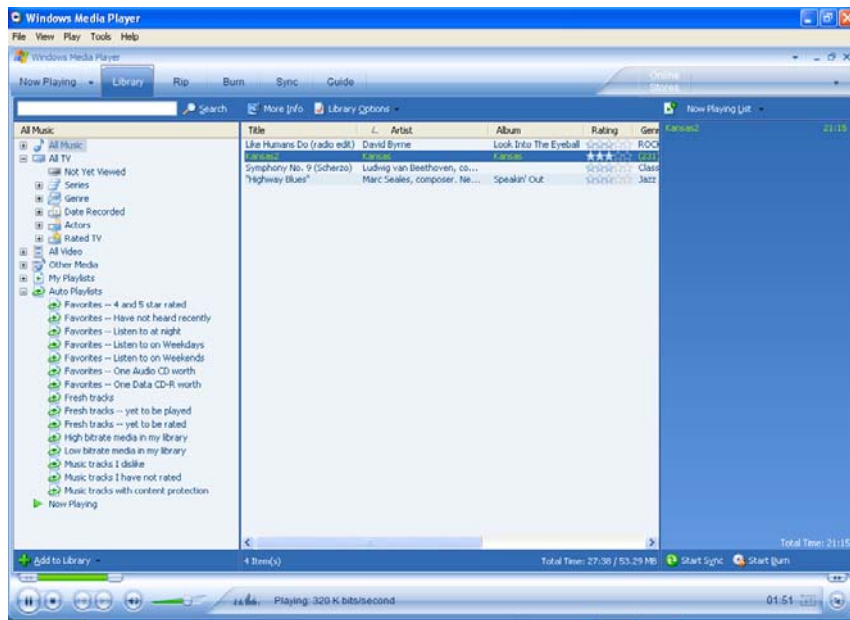 Windows Media Player
File View Play Tools Help
Windows Media Player
Now Playing Library Rip Burn Sync Guide Online Stores
Search More Info Library Options Now Playing List
All Music
All Music
All TV
Not Yet Viewed
Series
Genre
Date Recorded
Actors
Rated TV
All Video
Other Media
My Playlists
Auto Playlists
Favorites -- 4 and 5 star rated
Favorites -- Have not heard recently
Favorites -- Listen to at night
Favorites -- Listen to on Weekdays
Favorites -- Listen to on Weekends
Favorites -- One Audio CD worth
Favorites -- One Data CD-R worth
Fresh tracks
Fresh tracks -- yet to be played
Fresh tracks -- yet to be rated
High bitrate media in my library
Low bitrate media in my library
Music tracks I dislike
Music tracks I have not rated
Music tracks with content protection
Now Playing
Title Artist Album Rating Genr
Like Humans Do (radio edit) David Byrne Look Into The Eyeball ROCK
Kansas2 Kansas Kansas (231)
Symphony No. 9 (Scherzo) Ludwig van Beethoven, co... Class
"Highway Blues" Marc Seales, composer. Ne... Speakin' Out Jazz
Kansas2 21:15
Total Time: 21:15
Add to Library 4 Item(s) Total Time: 27:38 / 53.29 MB Start Sync Start Burn
Playing: 320 K bits/second 01:51